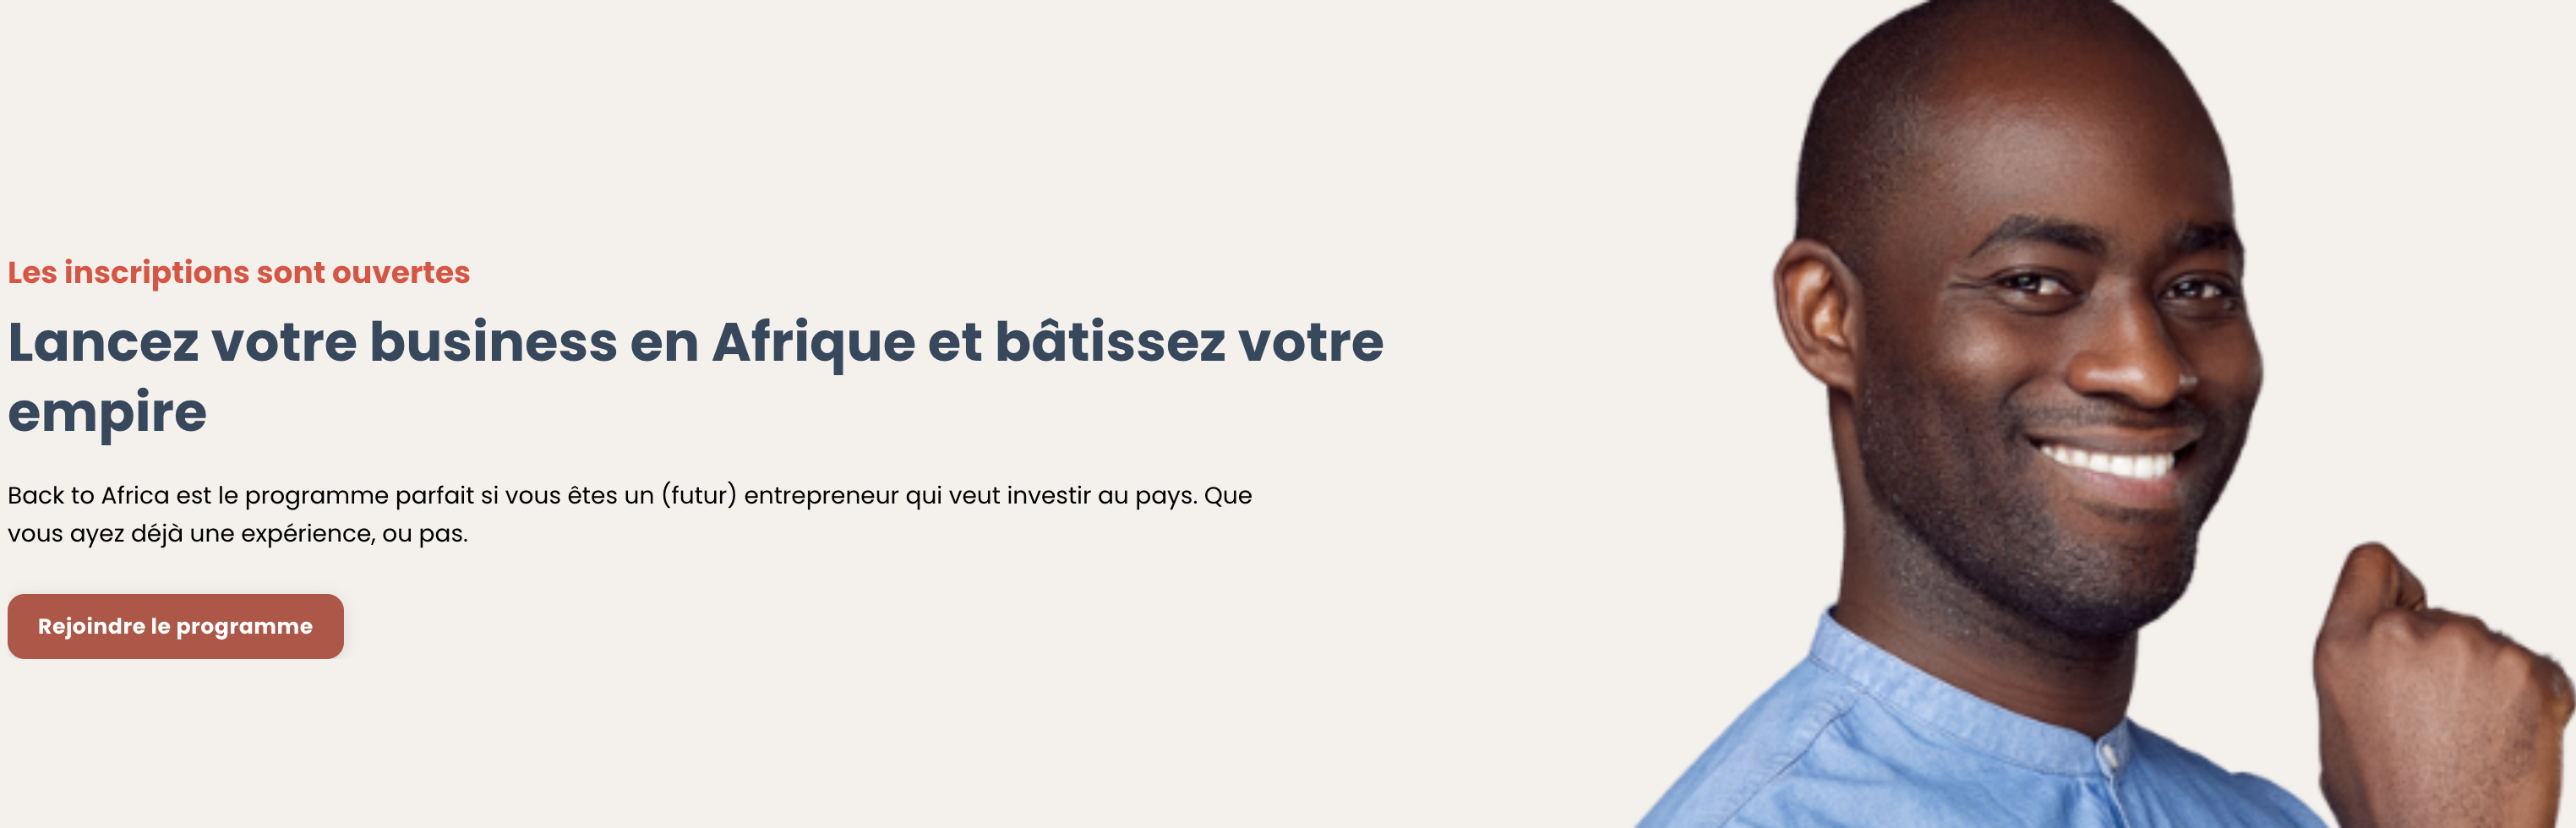 Les inscriptions sont ouvertes
Lancez votre business en Afrique et bâtissez votre
empire
Back to Africa est le programme parfait si vous êtes un (futur) entrepreneur qui veut investir au pays. Que
vous ayez déjà une expérience, ou pas.
Rejoindre le programme